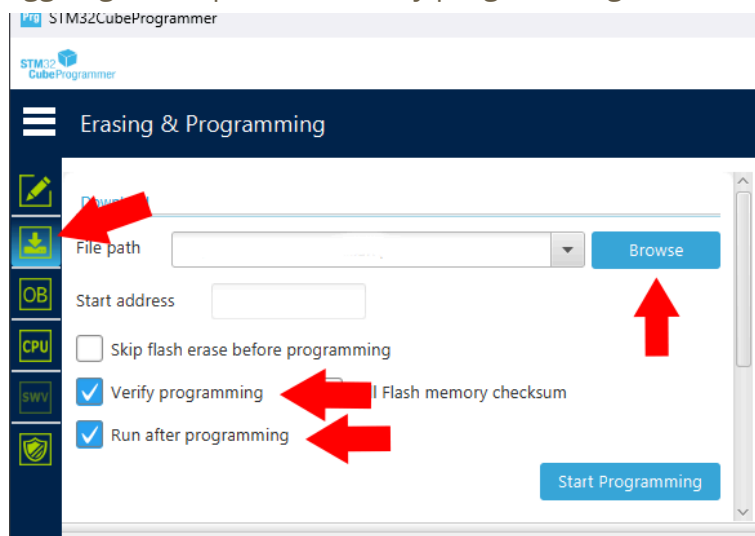 STM32CubeProgrammer
STM32
CubeProgrammer
Erasing & Programming
File path
Browse
OB
Start address
CPU
Skip flash erase before programming
SWV
Verify programming
Flash memory checksum
Run after programming
Start Programming